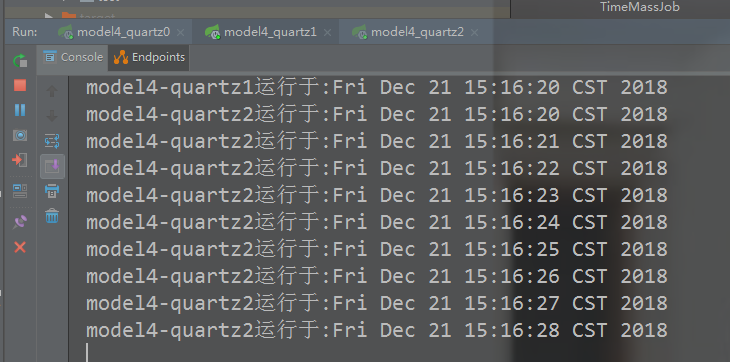 TimeMassJob
Run: model4_quartz0 × model4_quartz1 × model4_quartz2 ×
Console Endpoints
model4-quartz1运行于:Fri Dec 21 15:16:20 CST 2018
model4-quartz2运行于:Fri Dec 21 15:16:20 CST 2018
model4-quartz2运行于:Fri Dec 21 15:16:21 CST 2018
model4-quartz2运行于:Fri Dec 21 15:16:22 CST 2018
model4-quartz2运行于:Fri Dec 21 15:16:23 CST 2018
model4-quartz2运行于:Fri Dec 21 15:16:24 CST 2018
model4-quartz2运行于:Fri Dec 21 15:16:25 CST 2018
model4-quartz2运行于:Fri Dec 21 15:16:26 CST 2018
model4-quartz2运行于:Fri Dec 21 15:16:27 CST 2018
model4-quartz2运行于:Fri Dec 21 15:16:28 CST 2018